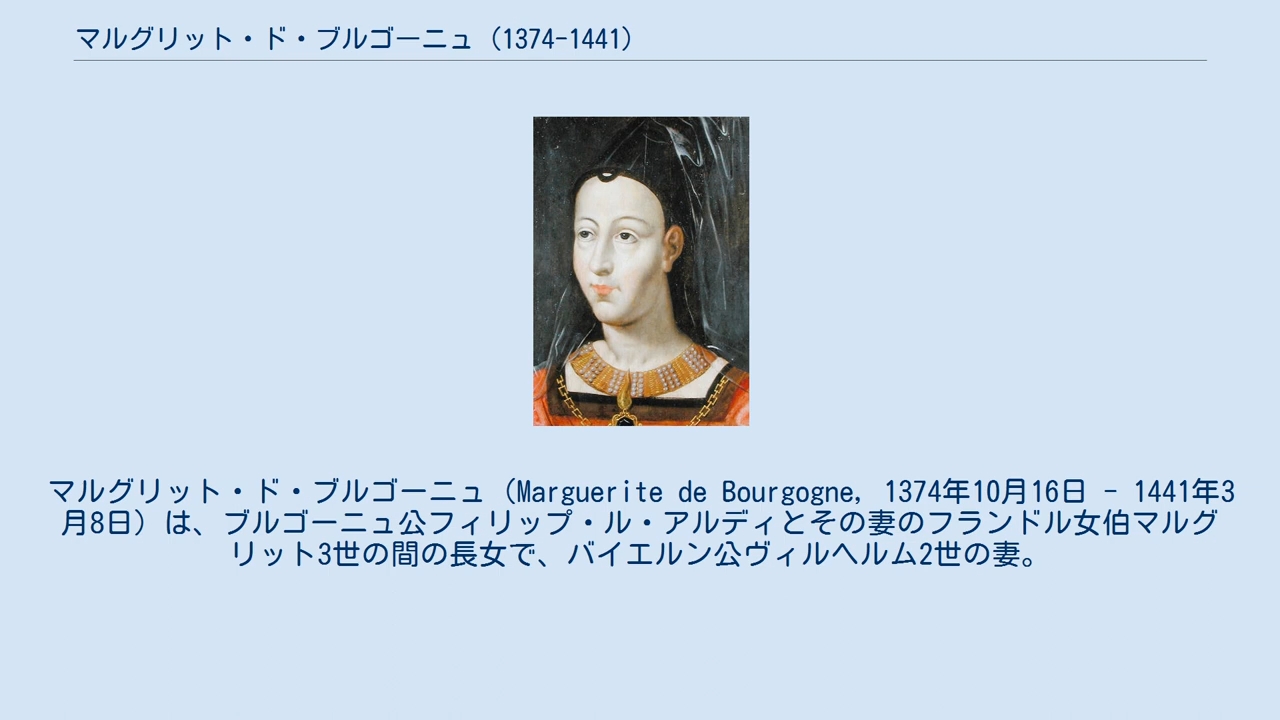 マルグリット・ド・ブルゴーニュ（1374-1441）
マルグリット・ド・ブルゴーニュ（Marguerite de Bourgogne, 1374年10月16日 - 1441年3
月8日）は、ブルゴーニュ公フィリップ・ル・アルディとその妻のフランドル女伯マルグ
リット3世の間の長女で、バイエルン公ヴィルヘルム2世の妻。